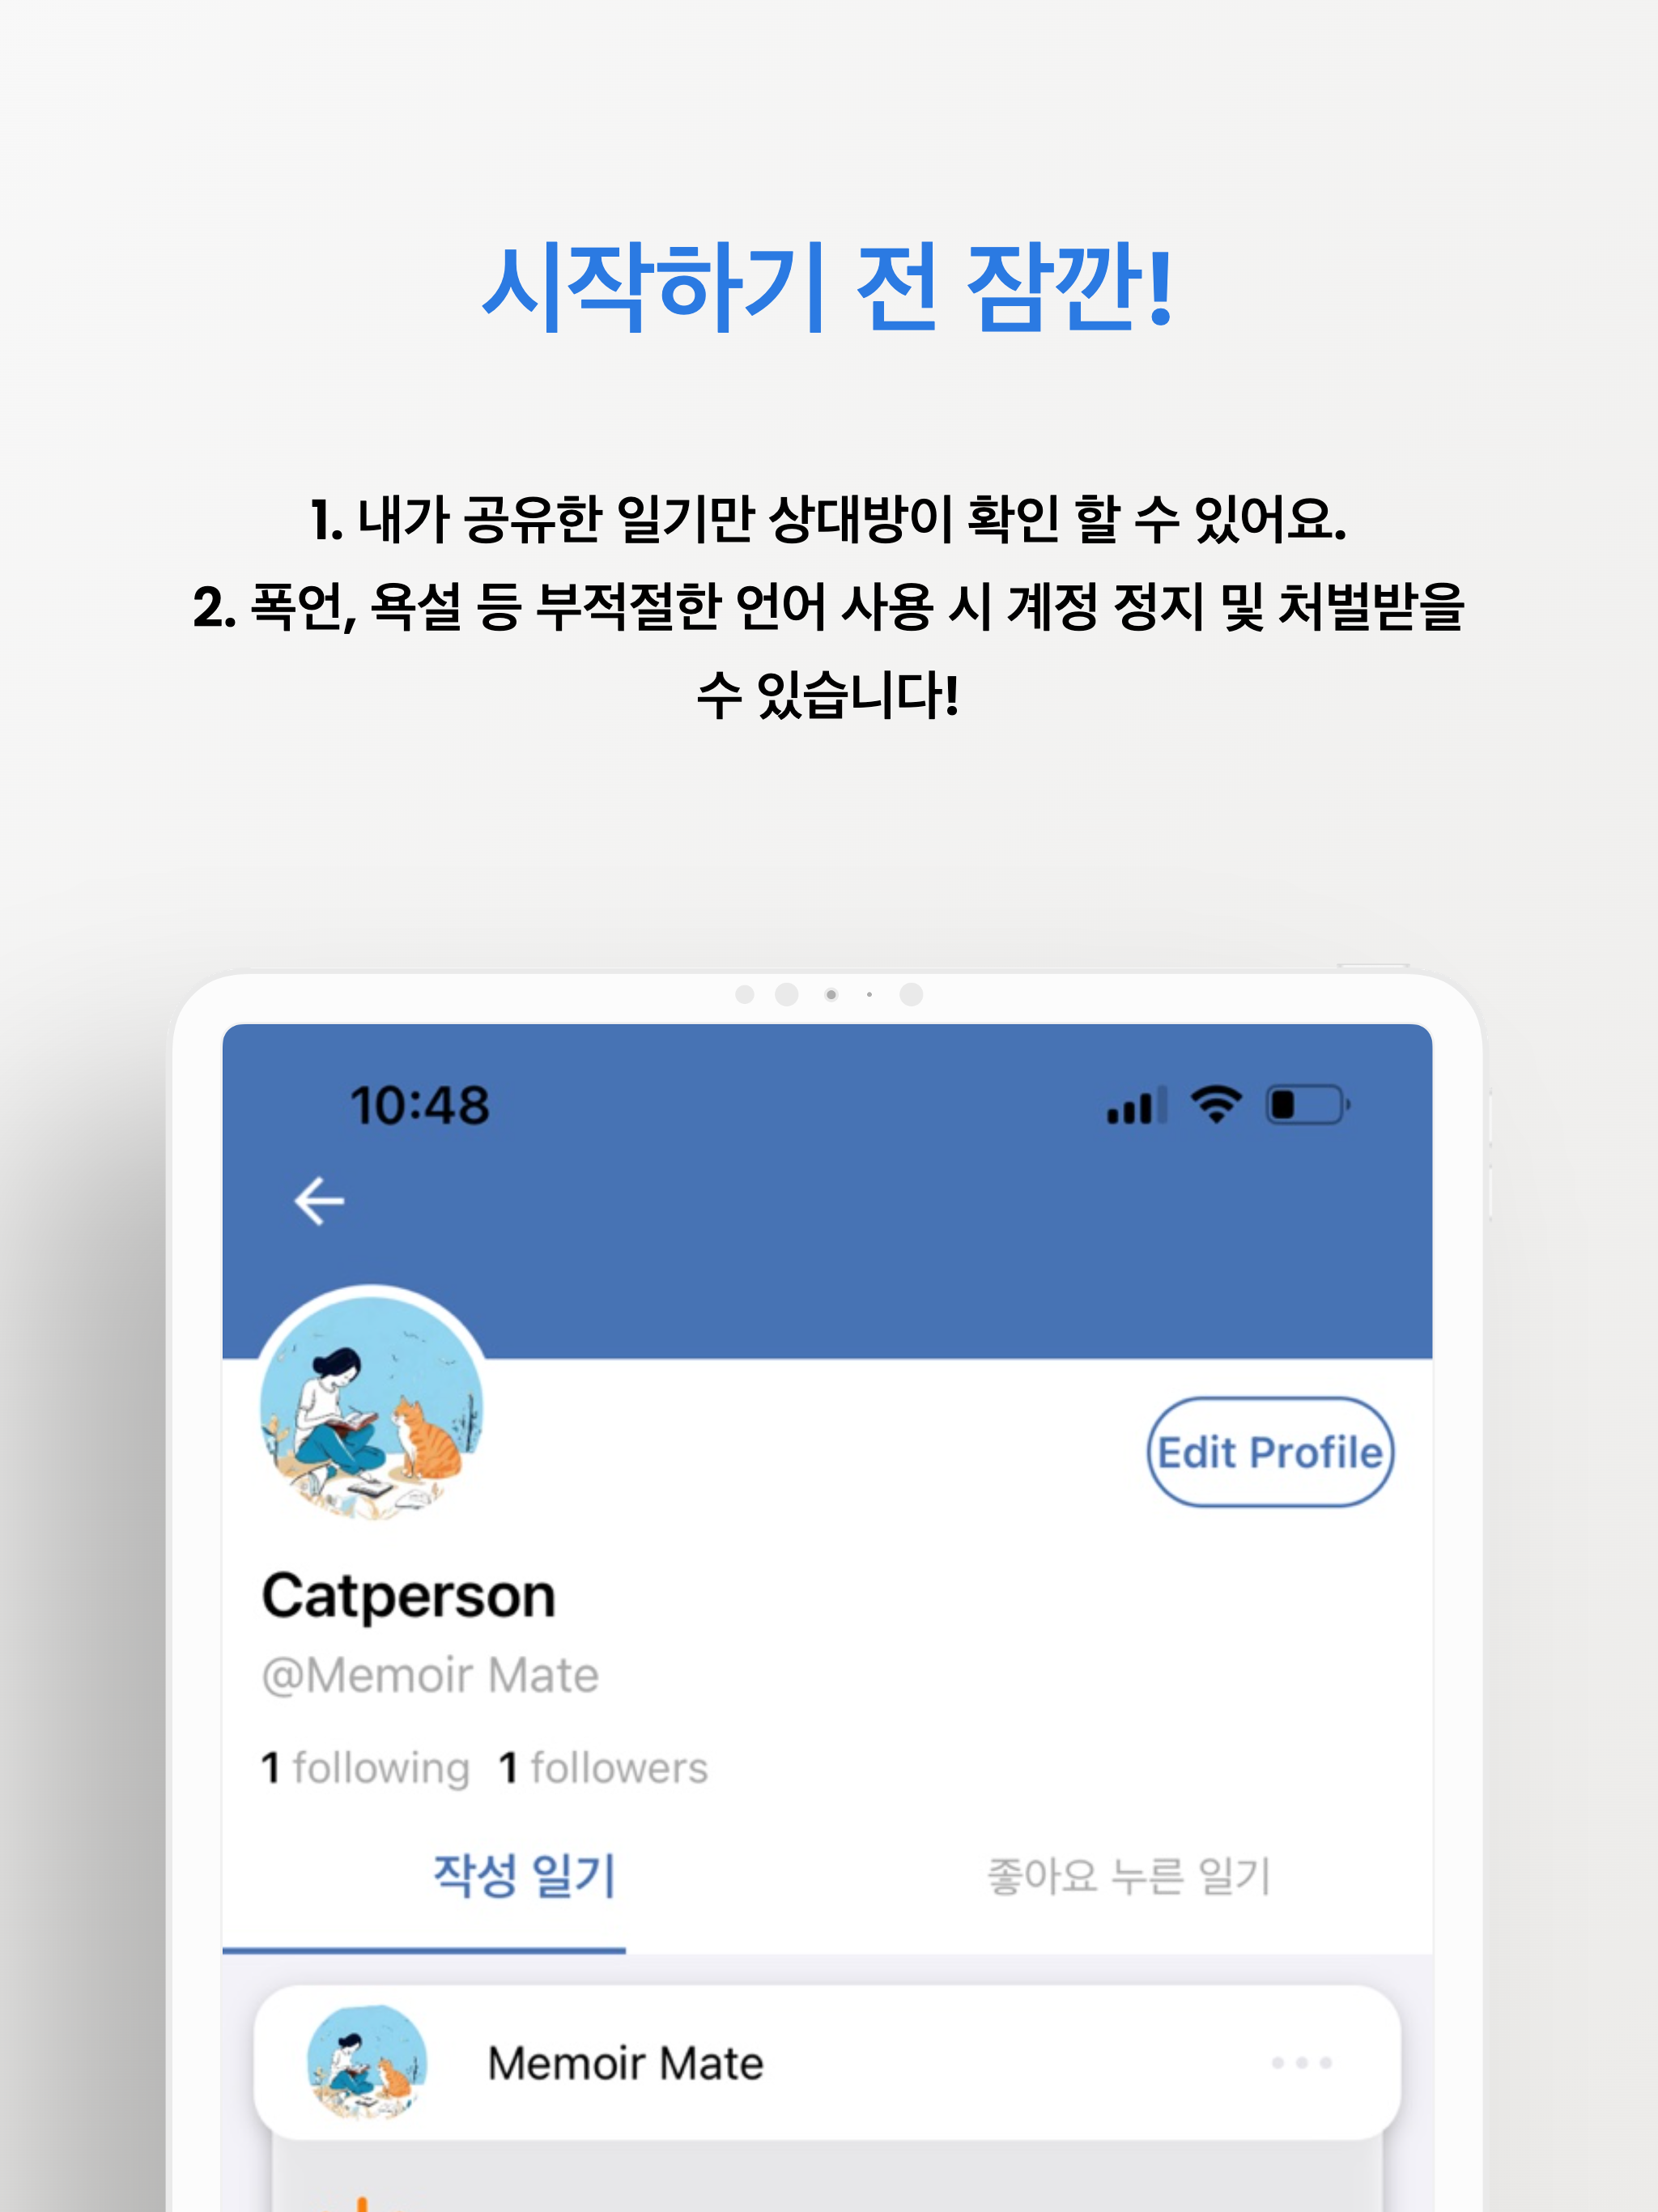 시작하기 전 잠깐!
1. 내가 공유한 일기만 상대방이 확인 할 수 있어요.
2. 폭언, 욕설 등 부적절한 언어 사용 시 계정 정지 및 처벌받을
수 있습니다!
10:48
Edit Profile
Catperson
@Memoir Mate
1 following 1 followers
작성 일기 좋아요 누른 일기
Memoir Mate